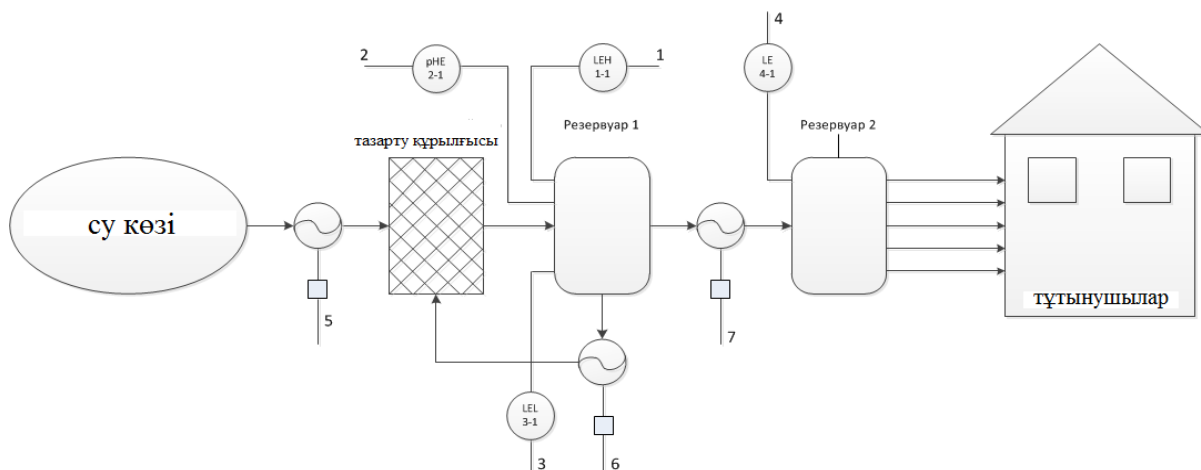 4
2
pHE
2-1
LEH
1-1
1
LE
4-1
Резервуар 1
Резервуар 2
тазарту құрылғысы
су көзі
тұтынушылар
5
7
LEL
3-1
3
6